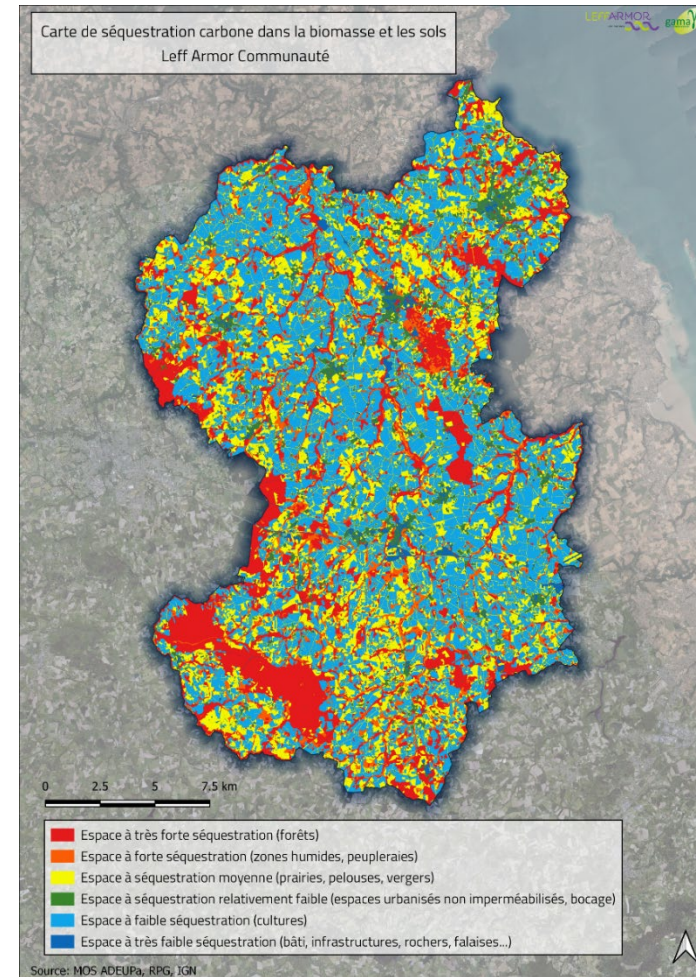 Carte de séquestration carbone dans la biomasse et les sols
Leff Armor Communauté
LEFFARMOR
gama
0 2.5 5 7.5 km
Espace à très forte séquestration (forêts)
Espace à forte séquestration (zones humides, peupleraies)
Espace à séquestration moyenne (prairies, pelouses, vergers)
Espace à séquestration relativement faible (espaces urbanisés non imperméabilisés, bocage)
Espace à faible séquestration (cultures)
Espace à très faible séquestration (bâti, infrastructures, rochers, falaises...)
Source: MOS ADEUPa, RPG, IGN